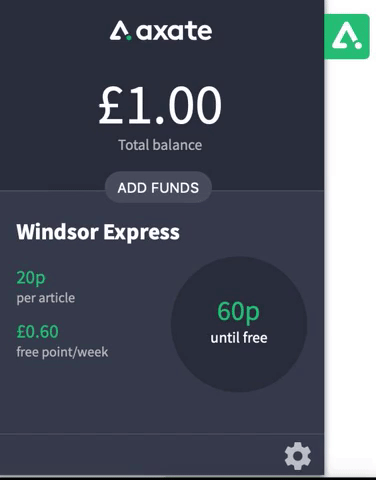 axate
£1.00
Total balance
ADD FUNDS
Windsor Express
20p
per article
£0.60
free point/week
60p
until free